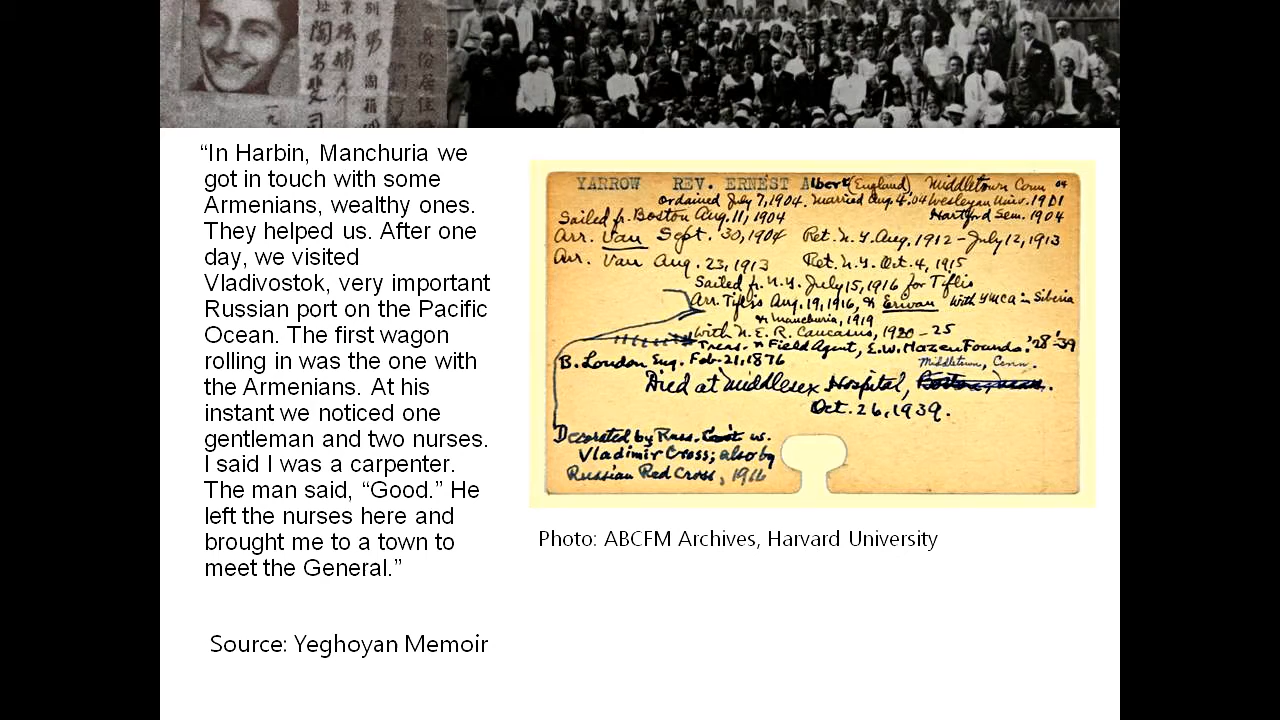 陶
一九
“In Harbin, Manchuria we
got in touch with some
Armenians, wealthy ones.
They helped us. After one
day, we visited
Vladivostok, very important
Russian port on the Pacific
Ocean. The first wagon
rolling in was the one with
the Armenians. At his
instant we noticed one
gentleman and two nurses.
I said I was a carpenter.
The man said, “Good.” He
left the nurses here and
brought me to a town to
meet the General.”
Source: Yeghoyan Memoir
YARROW REV. ERNEST Albert (England) Middletown Conn 04
ordained July 7, 1904. Married Aug. 4. 04 Wesleyan Univ. 1901
Sailed fr. Boston Aug. 11, 1904 Hartford Sem. 1904
Arr. Van Sept. 30, 1904 Ret. N.Y. Aug. 1912 - July 12, 1913
Arr. Van Aug. 23, 1913 Ret. N.Y. Oct. 4, 1915
Sailed fr. N.Y. July 15, 1916 for Tiflis
Arr. Tiflis Aug. 19, 1916, & Erivan With YMCA in Siberia
& Manchuria, 1919
With N.E.R. Caucasus, 1920 - 25
Treas. & Field Agent, E.W. Hazen Founda. '28-'39
B. London Eng. Feb. 21, 1876
Middletown, Conn.
Died at Middlesex Hospital,
Oct. 26, 1939.
Decorated by Russ. Govt w.
Vladimir Cross; also by
Russian Red Cross, 1916
Photo: ABCFM Archives, Harvard University